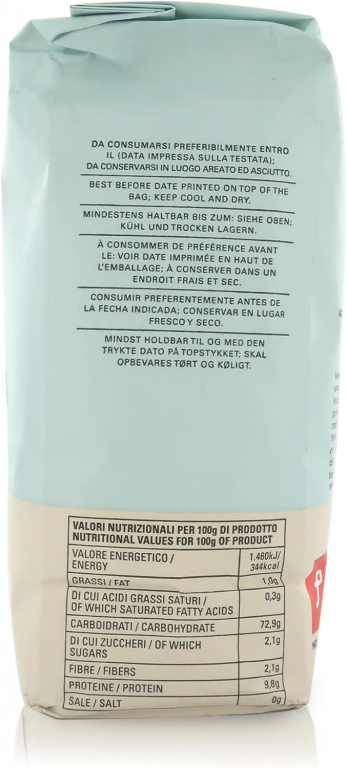 DA CONSUMARSI PREFERIBILMENTE ENTRO
IL (DATA IMPRESSA SULLA TESTATA);
DA CONSERVARSI IN LUOGO AREATO ED ASCIUTTO.
BEST BEFORE DATE PRINTED ON TOP OF THE
BAG; KEEP COOL AND DRY.
MINDESTENS HALTBAR BIS ZUM: SIEHE OBEN;
KÜHL UND TROCKEN LAGERN.
À CONSOMMER DE PRÉFÉRENCE AVANT
LE: VOIR DATE IMPRIMÉE EN HAUT DE
L'EMBALLAGE; À CONSERVER DANS UN
ENDROIT FRAIS ET SEC.
CONSUMIR PREFERENTEMENTE ANTES DE
LA FECHA INDICADA; CONSERVAR EN LUGAR
FRESCO Y SECO.
MINDST HOLDBAR TIL OG MED DEN
TRYKTE DATO PÅ TOPSTYKKET; SKAL
OPBEVARES TØRT OG KØLIGT.
VALORI NUTRIZIONALI PER 100g DI PRODOTTO
NUTRITIONAL VALUES FOR 100g OF PRODUCT
VALORE ENERGETICO / 1.460kJ/
ENERGY 344kcal
GRASSI / FAT 1,0g
DI CUI ACIDI GRASSI SATURI / 0,3g
OF WHICH SATURATED FATTY ACIDS
CARBOIDRATI / CARBOHYDRATE 72,9g
DI CUI ZUCCHERI / OF WHICH 2,1g
SUGARS
FIBRE / FIBERS 2,1g
PROTEINE / PROTEIN 9,8g
SALE / SALT 0g